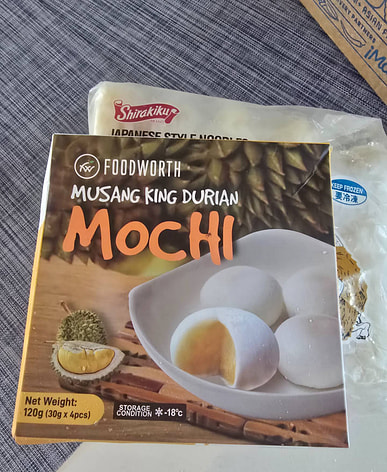 Shirakiku
JAPANESE STYLE NOODLES
FOODWORTH
MUSANG KING DURIAN
MOCHI
KEEP FROZEN
Net Weight:
120g (30g x 4pcs)
STORAGE
CONDITION * -18°C